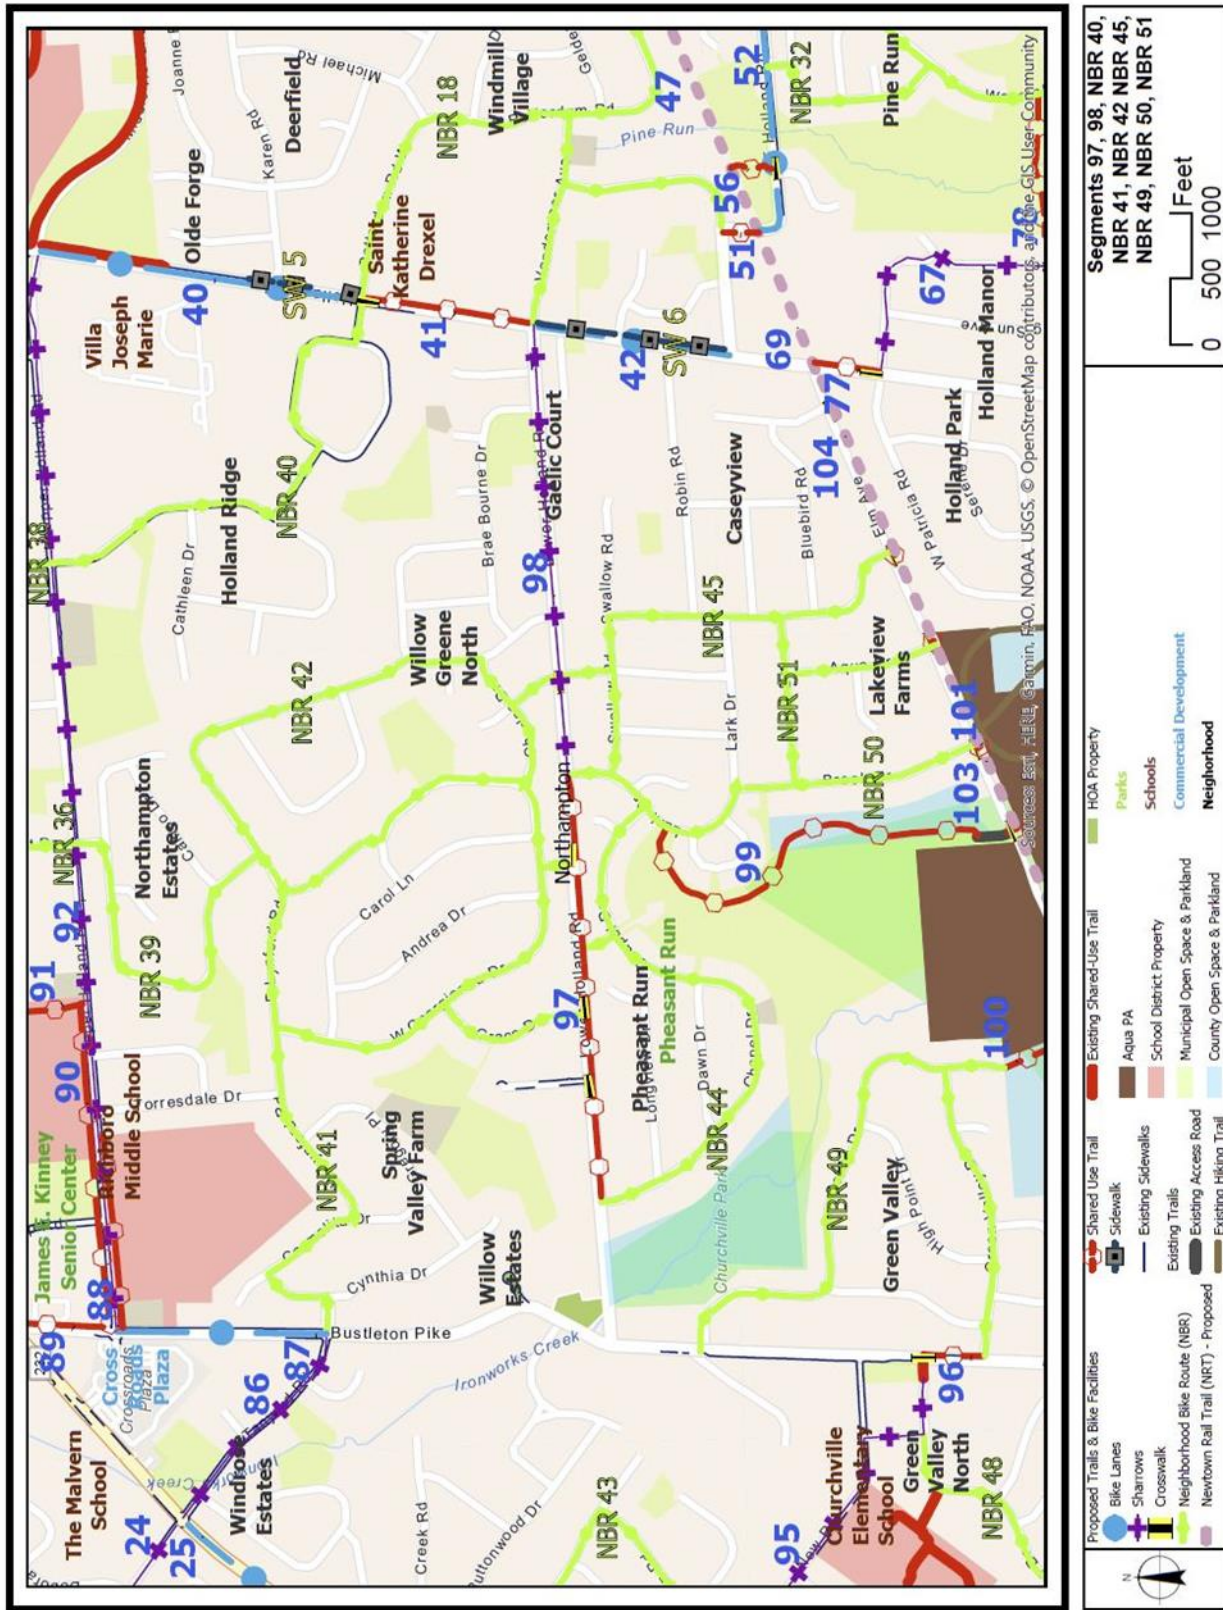 Segments 97, 98, NBR 40,
NBR 41, NBR 42 NBR 45,
NBR 49, NBR 50, NBR 51
0 500 1000 Feet
The Malvern
School
24
25
Windrose
Estates
86
87
89
88
Cross
Roads
Plaza
Crossroads
Plaza
James E. Kinney
Senior Center
90
91
92
Richboro
Middle School
Torresdale Dr
NBR 36
NBR 39
Northampton
Estates
NBR 38
Cathleen Dr
Holland Ridge
NBR 40
Villa
Joseph
Marie
40
Olde Forge
SW 5
Karen Rd
Deerfield
Michael Rd
NBR 18
Windmill
Village
Saint
Katherine
Drexel
41
NBR 41
NBR 42
Cynthia Dr
Bustleton Pike
Ironworks Creek
Willow
Estates
Spring
Valley Farm
Carol Ln
Andrea Dr
Willow
Greene
North
Brae Bourne Dr
Gaelic Court
98
97
Northampton
42
SW 6
47
Pine Run
52
NBR 32
Pine Run
56
51
69
77
104
67
78
Holland Manor
Holland Park
Serene Dr
W Patricia Rd
Elm Ave
Bluebird Rd
Caseyview
Robin Rd
Swallow Rd
NBR 45
Lark Dr
NBR 51
Lakeview
Farms
NBR 50
101
103
99
100
Pheasant Run
Pheasant Run
Dawn Dr
Chanel Dr
NBR 44
Churchville Park
NBR 49
Green Valley
High Point Dr
96
Churchville
Elementary
School
Green
Valley
North
NBR 48
95
NBR 43
Creek Rd
Sources: Esri, HERE, Garmin, FAO, NOAA, USGS, © OpenStreetMap contributors, and the GIS User Community
N
Proposed Trails & Bike Facilities
Bike Lanes
Sharrows
Crosswalk
Neighborhood Bike Route (NBR)
Newtown Rail Trail (NRT) - Proposed
Shared Use Trail
Sidewalk
Existing Sidewalks
Existing Trails
Existing Access Road
Existing Hiking Trail
Existing Shared-Use Trail
Aqua PA
School District Property
Municipal Open Space & Parkland
County Open Space & Parkland
HOA Property
Parks
Schools
Commercial Development
Neighborhood